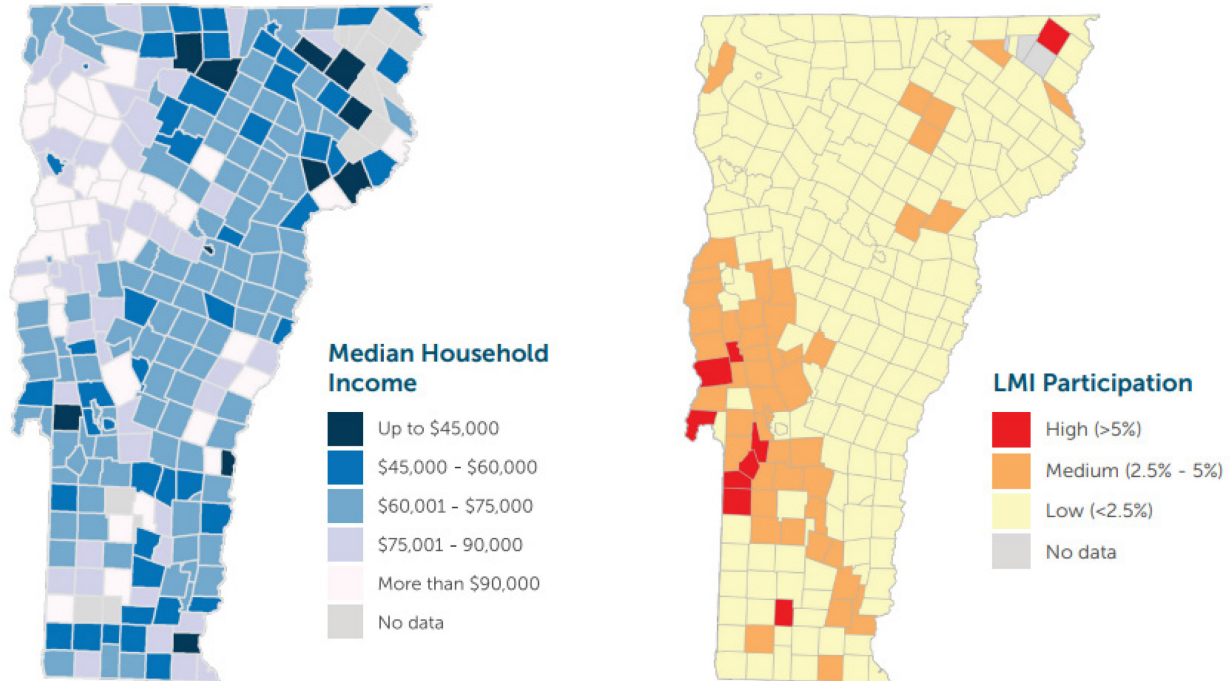 Median Household
Income
Up to $45,000
$45,000 - $60,000
$60,001 - $75,000
$75,001 - 90,000
More than $90,000
No data
LMI Participation
High (>5%)
Medium (2.5% - 5%)
Low (<2.5%)
No data